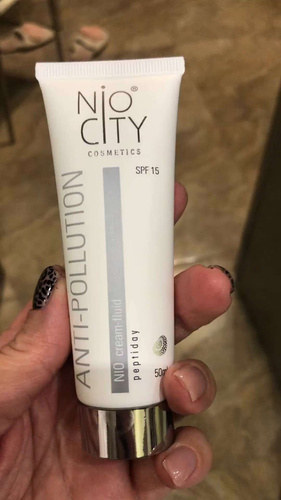 NiO®
CITY
COSMETICS
SPF 15
ANTI-POLLUTION
NIO cream-fluid
peptiday